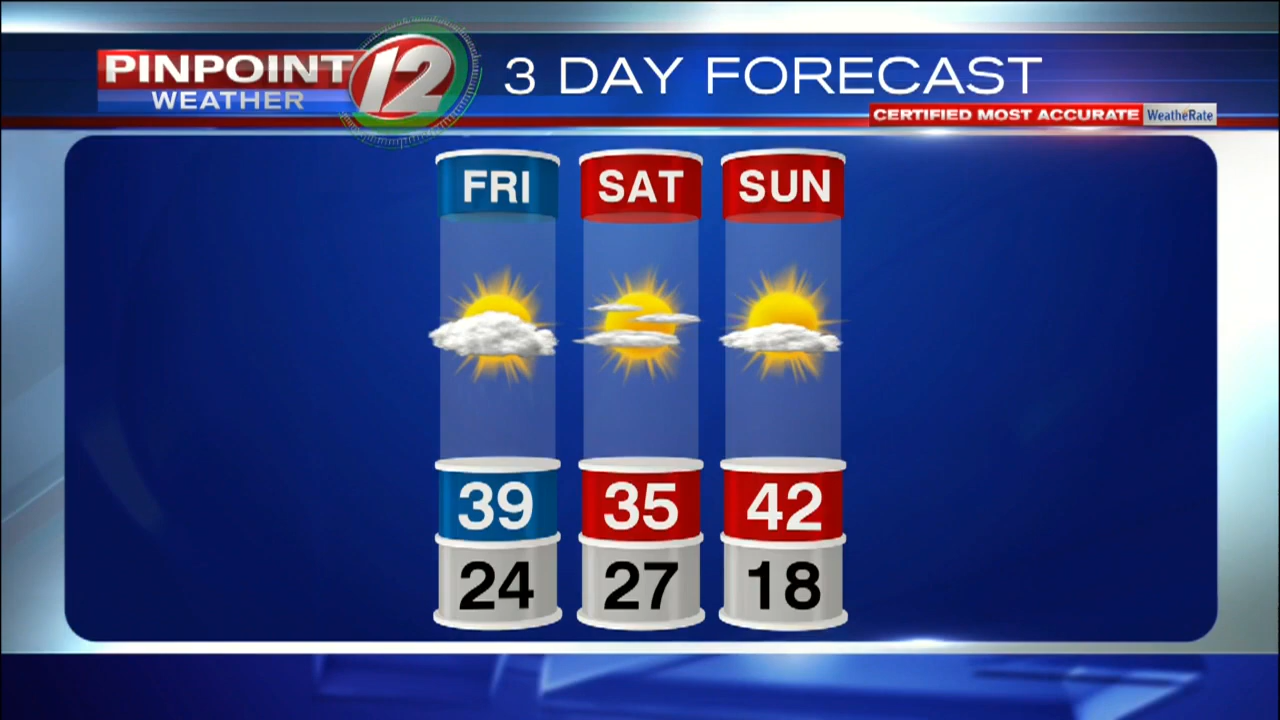 PINPOINT 12
WEATHER
3 DAY FORECAST
CERTIFIED MOST ACCURATE WeatheRate
FRI SAT SUN
39 35 42
24 27 18